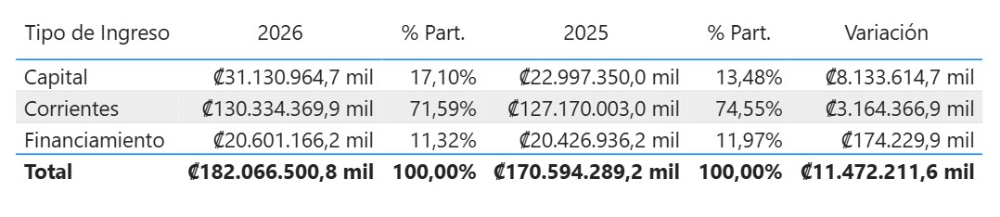 Tipo de Ingreso 2026 % Part. 2025 % Part. Variación
Capital ₡31.130.964,7 mil 17,10% ₡22.997.350,0 mil 13,48% ₡8.133.614,7 mil
Corrientes ₡130.334.369,9 mil 71,59% ₡127.170.003,0 mil 74,55% ₡3.164.366,9 mil
Financiamiento ₡20.601.166,2 mil 11,32% ₡20.426.936,2 mil 11,97% ₡174.229,9 mil
Total ₡182.066.500,8 mil 100,00% ₡170.594.289,2 mil 100,00% ₡11.472.211,6 mil